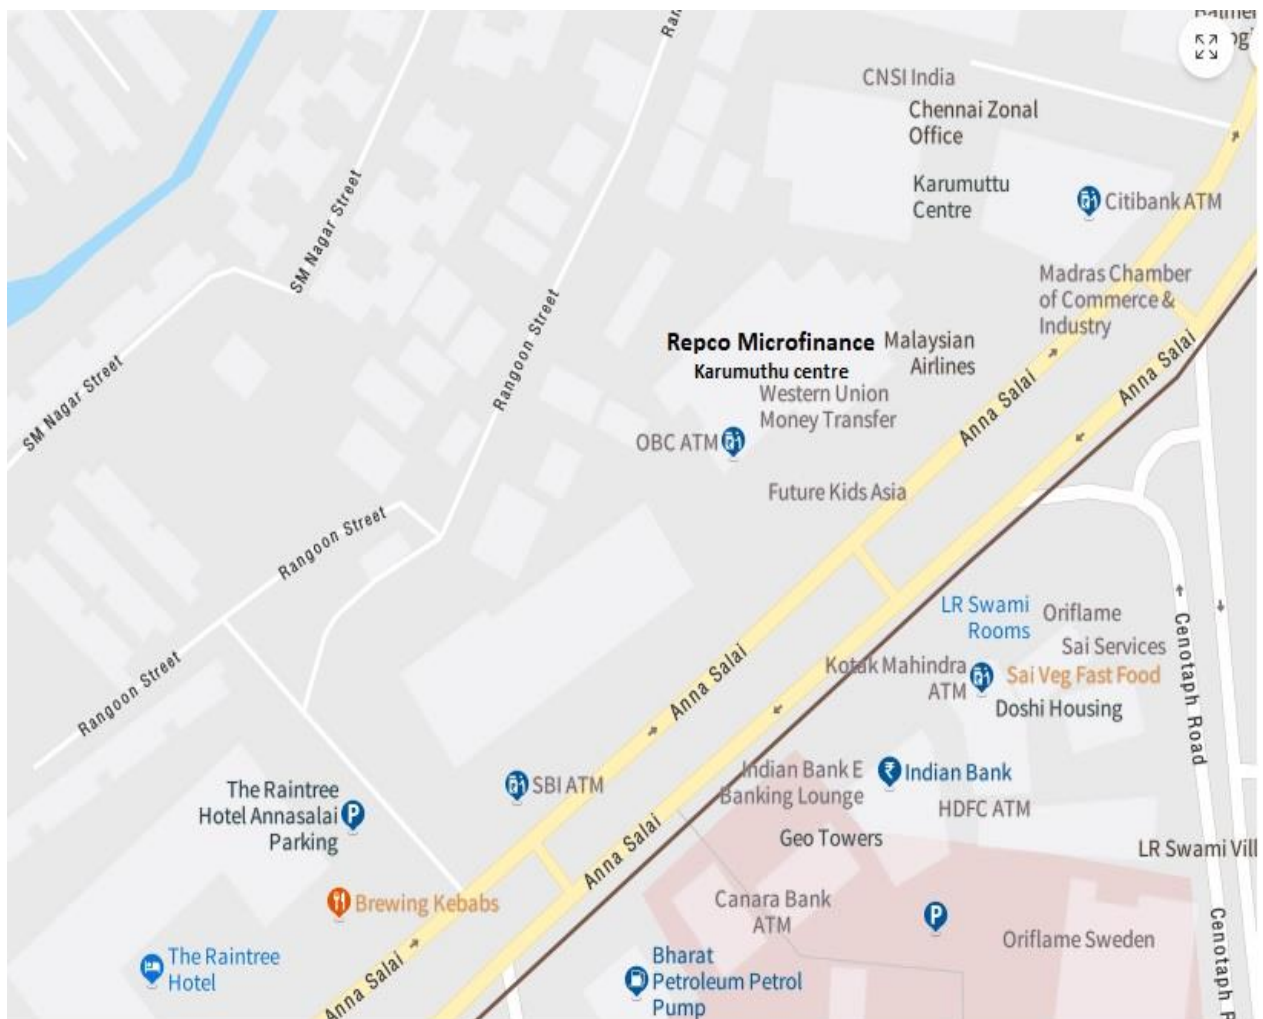 CNSI India
Chennai Zonal
Office
Karumuttu
Centre
Citibank ATM
SM Nagar Street
Madras Chamber
of Commerce &
Industry
Rangoon Street
Repco Microfinance
Karumuthu centre
Malaysian
Airlines
Anna Salai
SM Nagar Street
Western Union
Money Transfer
Anna Salai
OBC ATM
Future Kids Asia
Rangoon Street
LR Swami
Rooms
Oriflame
Sai Services
Kotak Mahindra
ATM
Sai Veg Fast Food
Doshi Housing
Cenotaph Road
Rangoon Street
Anna Salai
The Raintree
Hotel Annasalai
Parking
P
SBI ATM
Indian Bank E
Banking Lounge
Indian Bank
HDFC ATM
Geo Towers
Anna Salai
LR Swami Vill
Brewing Kebabs
Canara Bank
ATM
P
Oriflame Sweden
The Raintree
Hotel
Anna Salai
Bharat
Petroleum Petrol
Pump
Cenotaph